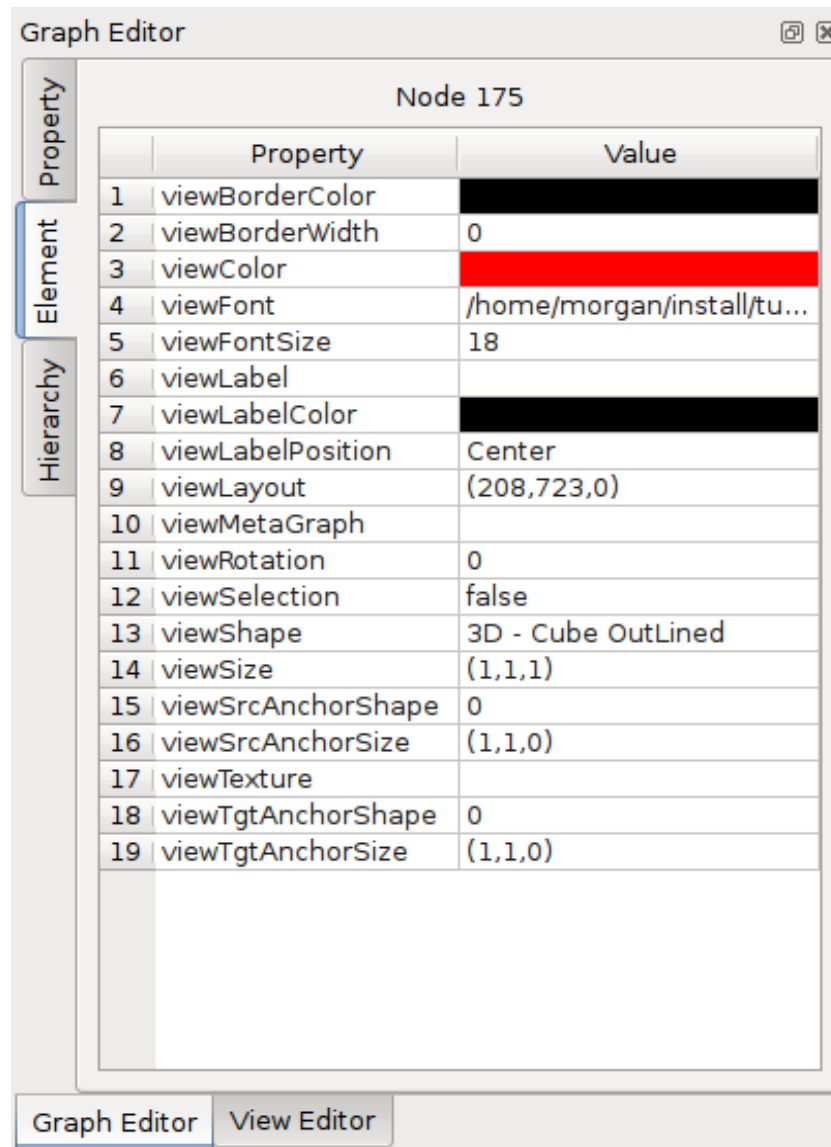 Graph Editor
Property
Element
Hierarchy
Node 175
Property Value
1 viewBorderColor
2 viewBorderWidth 0
3 viewColor
4 viewFont /home/morgan/install/tu...
5 viewFontSize 18
6 viewLabel
7 viewLabelColor
8 viewLabelPosition Center
9 viewLayout (208,723,0)
10 viewMetaGraph
11 viewRotation 0
12 viewSelection false
13 viewShape 3D - Cube OutLined
14 viewSize (1,1,1)
15 viewSrcAnchorShape 0
16 viewSrcAnchorSize (1,1,0)
17 viewTexture
18 viewTgtAnchorShape 0
19 viewTgtAnchorSize (1,1,0)
Graph Editor View Editor